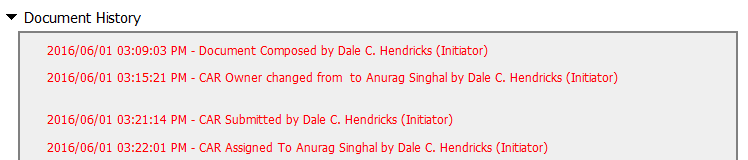 Document History
2016/06/01 03:09:03 PM - Document Composed by Dale C. Hendricks (Initiator)
2016/06/01 03:15:21 PM - CAR Owner changed from  to Anurag Singhal by Dale C. Hendricks (Initiator)
2016/06/01 03:21:14 PM - CAR Submitted by Dale C. Hendricks (Initiator)
2016/06/01 03:22:01 PM - CAR Assigned To Anurag Singhal by Dale C. Hendricks (Initiator)